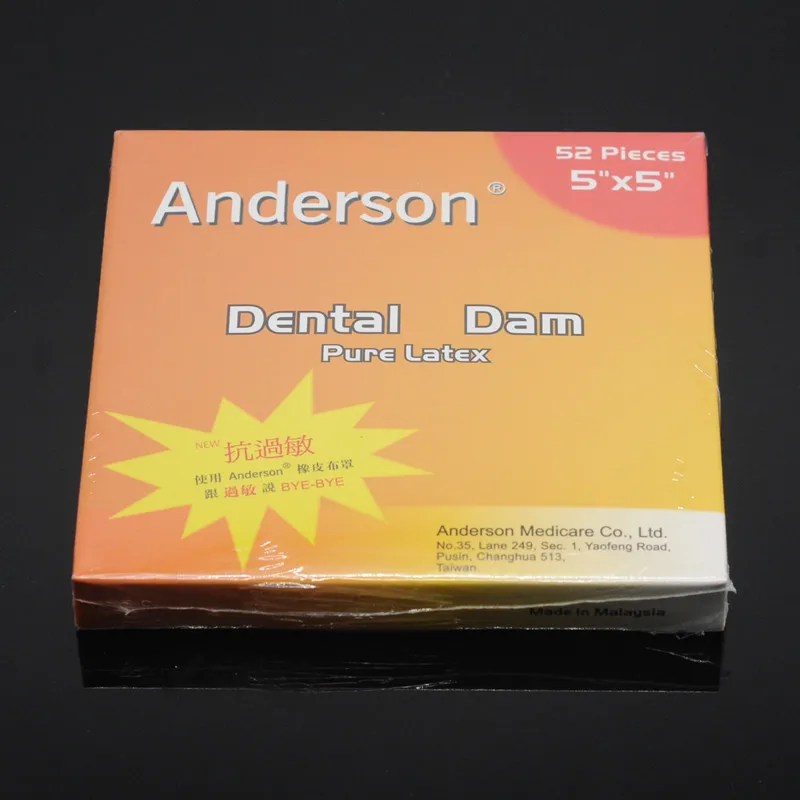 52 Pieces
5"x5"
Anderson®
Dental Dam
Pure Latex
NEW 抗過敏
使用 Anderson® 橡皮布罩
跟 過敏 說 BYE-BYE
Anderson Medicare Co., Ltd.
No.35, Lane 249, Sec. 1, Yaofeng Road,
Pusin, Changhua 513,
Taiwan.
Made in Malaysia